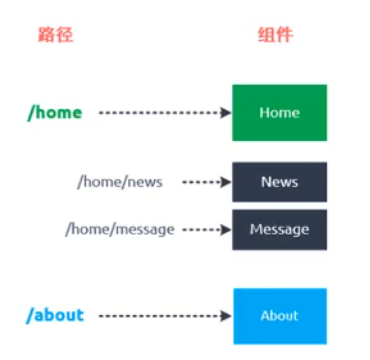 路径 组件
/home Home
/home/news News
/home/message Message
/about About